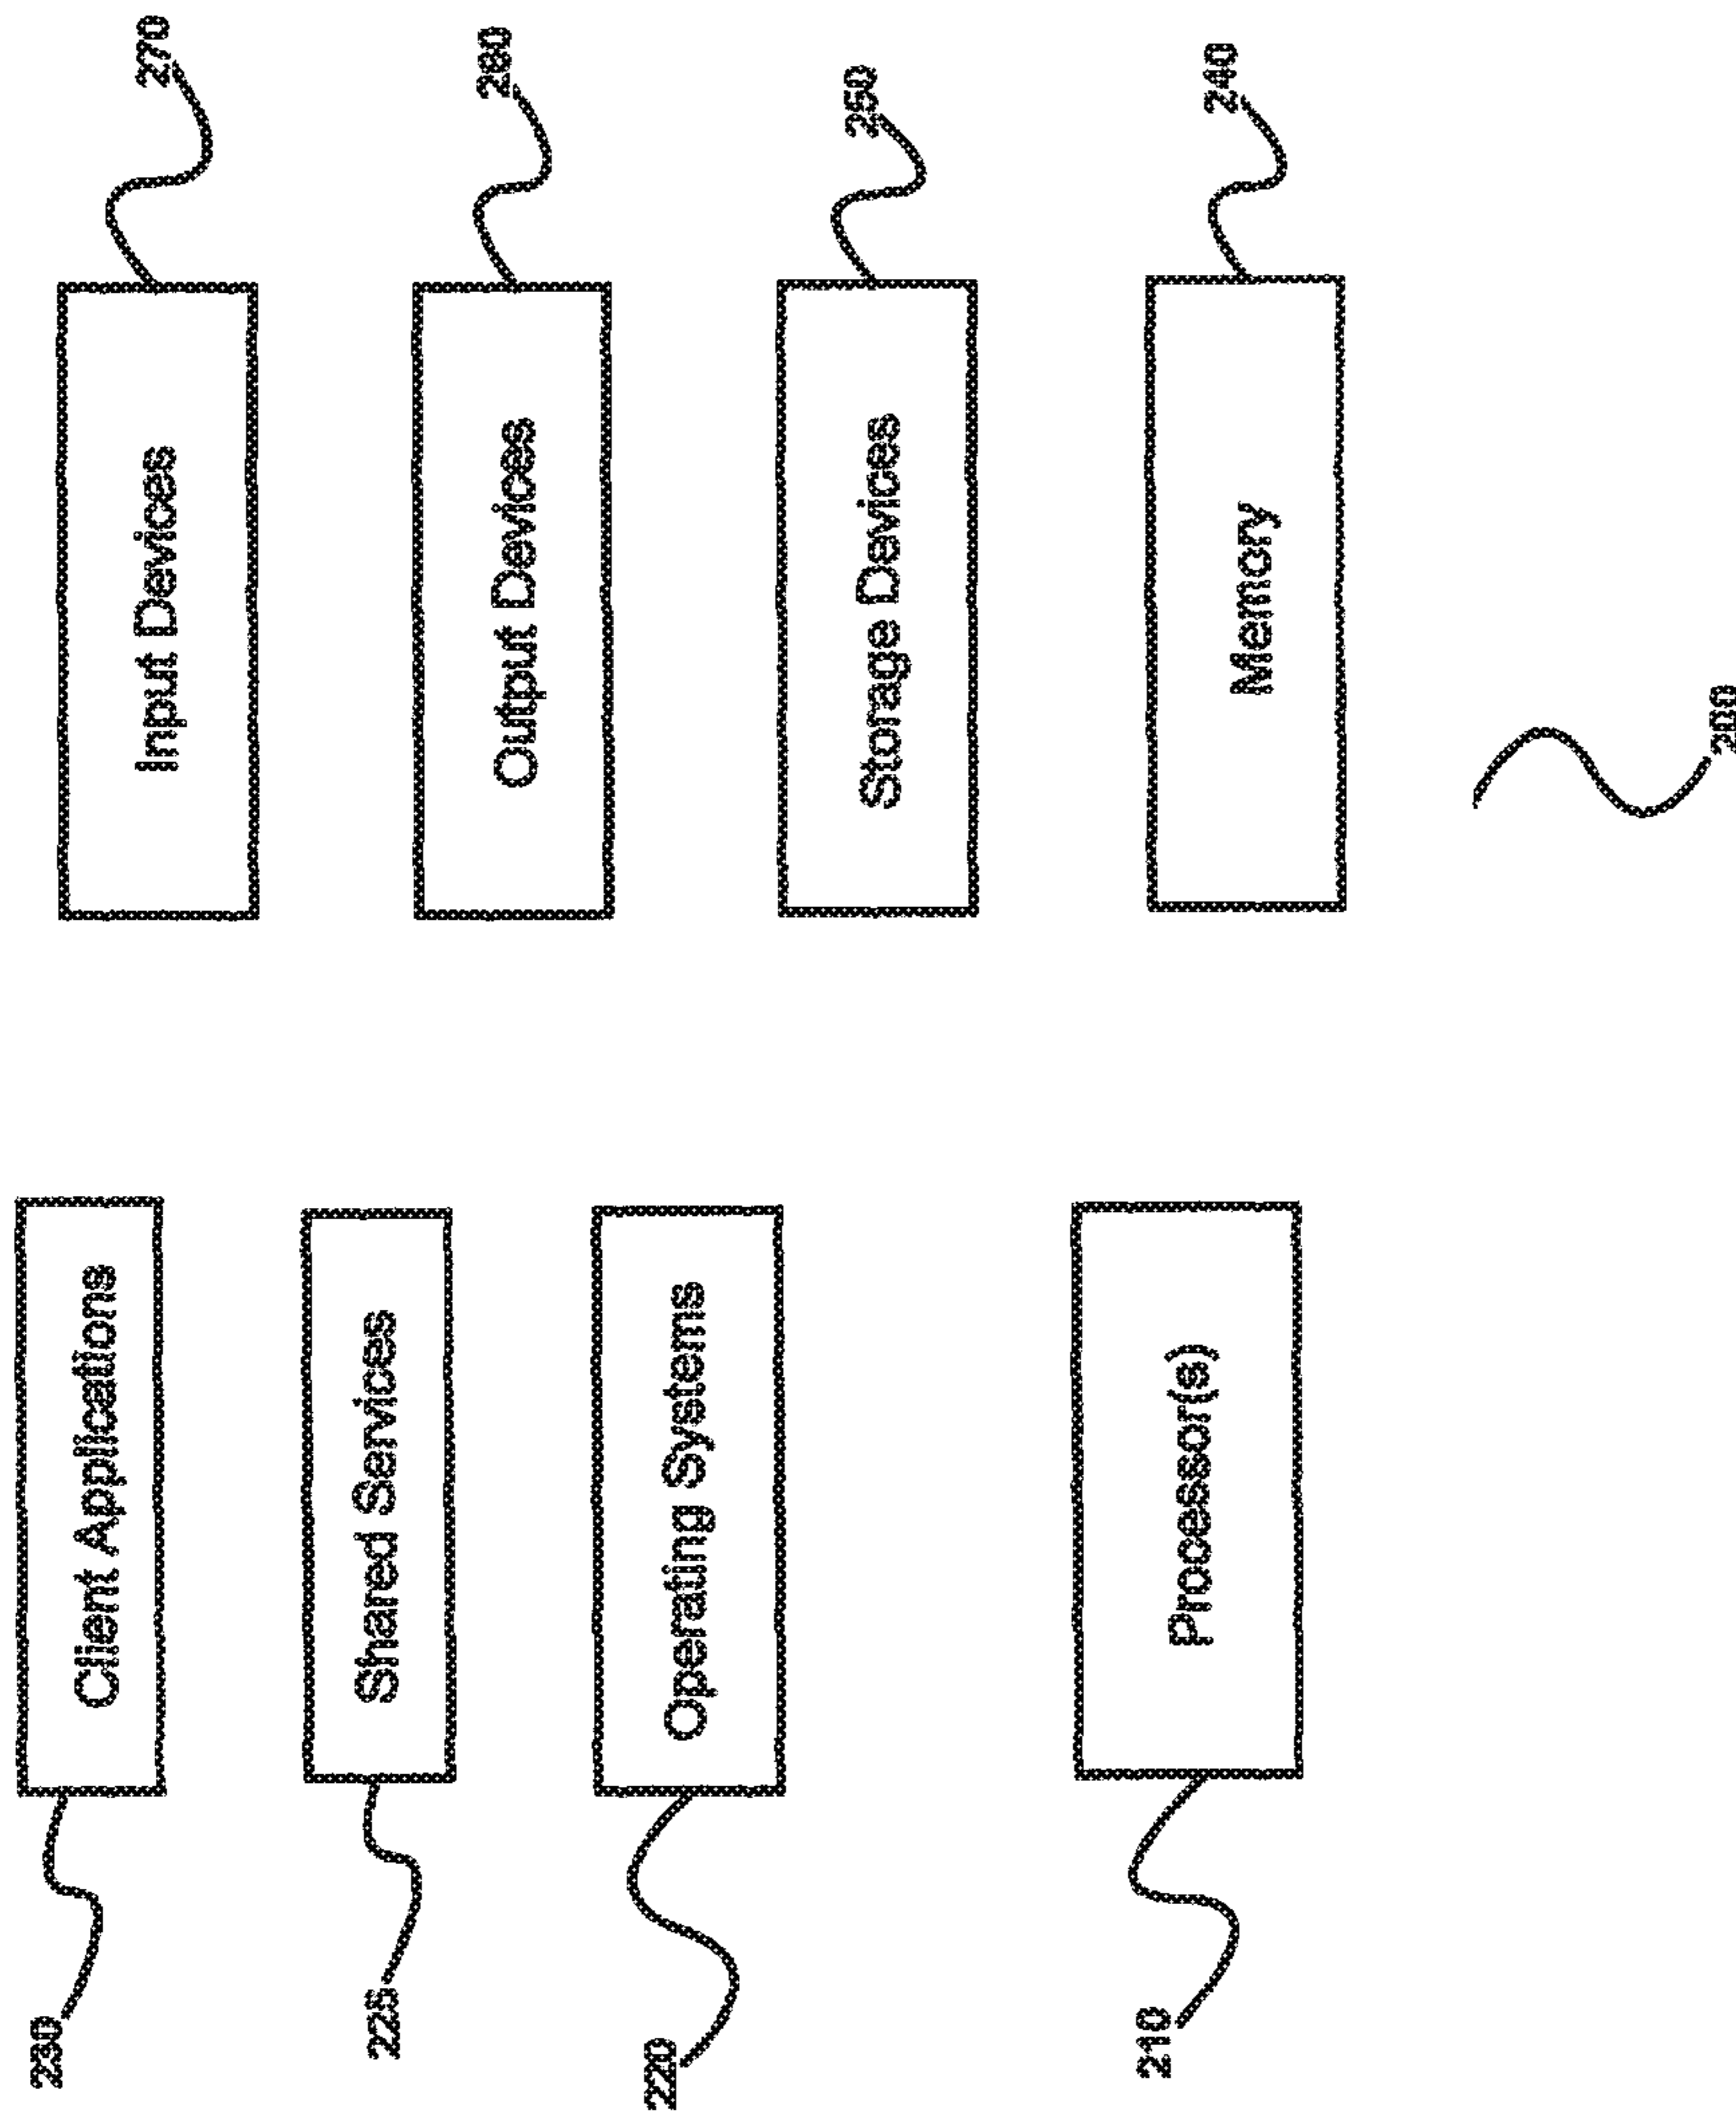 230
Client Applications
Input Devices
270
225
Shared Services
Output Devices
260
220
Operating Systems
Storage Devices
250
210
Processor(s)
Memory
240
200